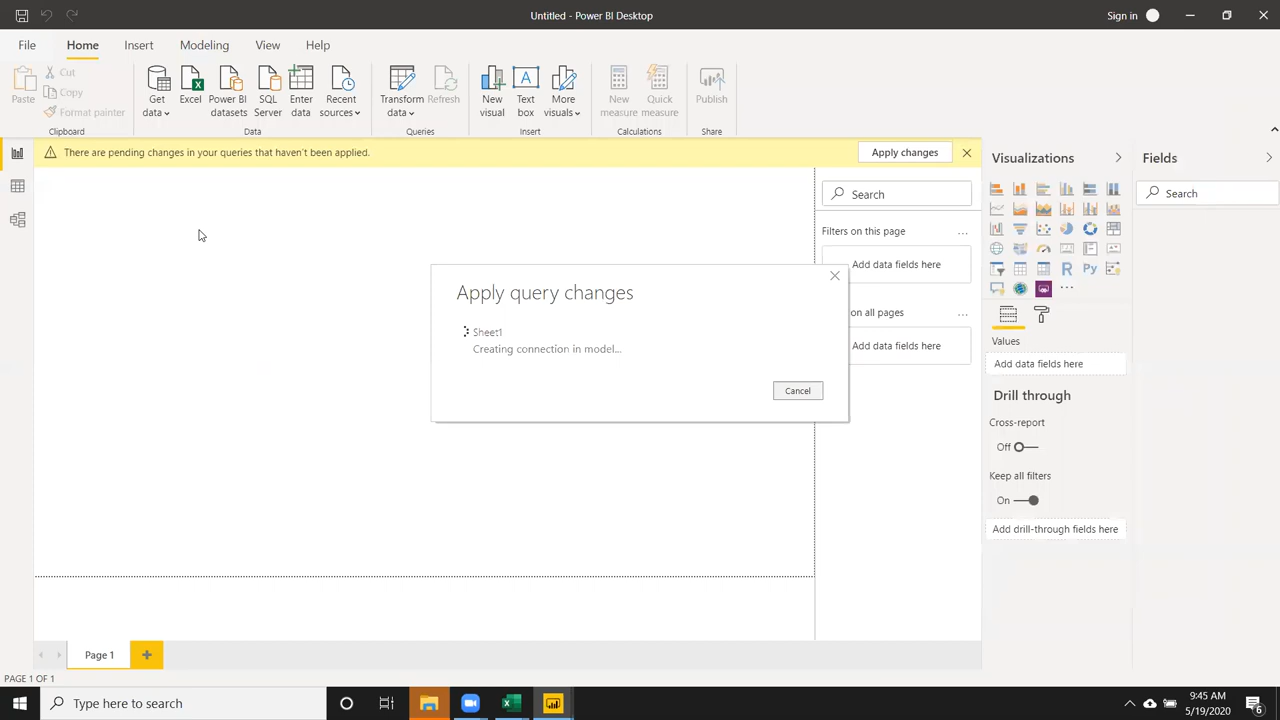 Untitled - Power BI Desktop
Sign in
File
Home
Insert
Modeling
View
Help
Paste
Cut
Copy
Format painter
Clipboard
Get data
Excel
Power BI datasets
SQL Server
Enter data
Recent sources
Data
Transform data
Refresh
Queries
New visual
A
Text box
More visuals
Insert
New measure
Quick measure
Calculations
Publish
Share
There are pending changes in your queries that haven't been applied.
Apply changes
Search
Filters on this page
...
Add data fields here
on all pages
...
Add data fields here
Apply query changes
Sheet1
Creating connection in model...
Cancel
Visualizations
R
Py
...
Values
Add data fields here
Drill through
Cross-report
Off
Keep all filters
On
Add drill-through fields here
Fields
Search
Page 1
PAGE 1 OF 1
Type here to search
9:45 AM
5/19/2020
6